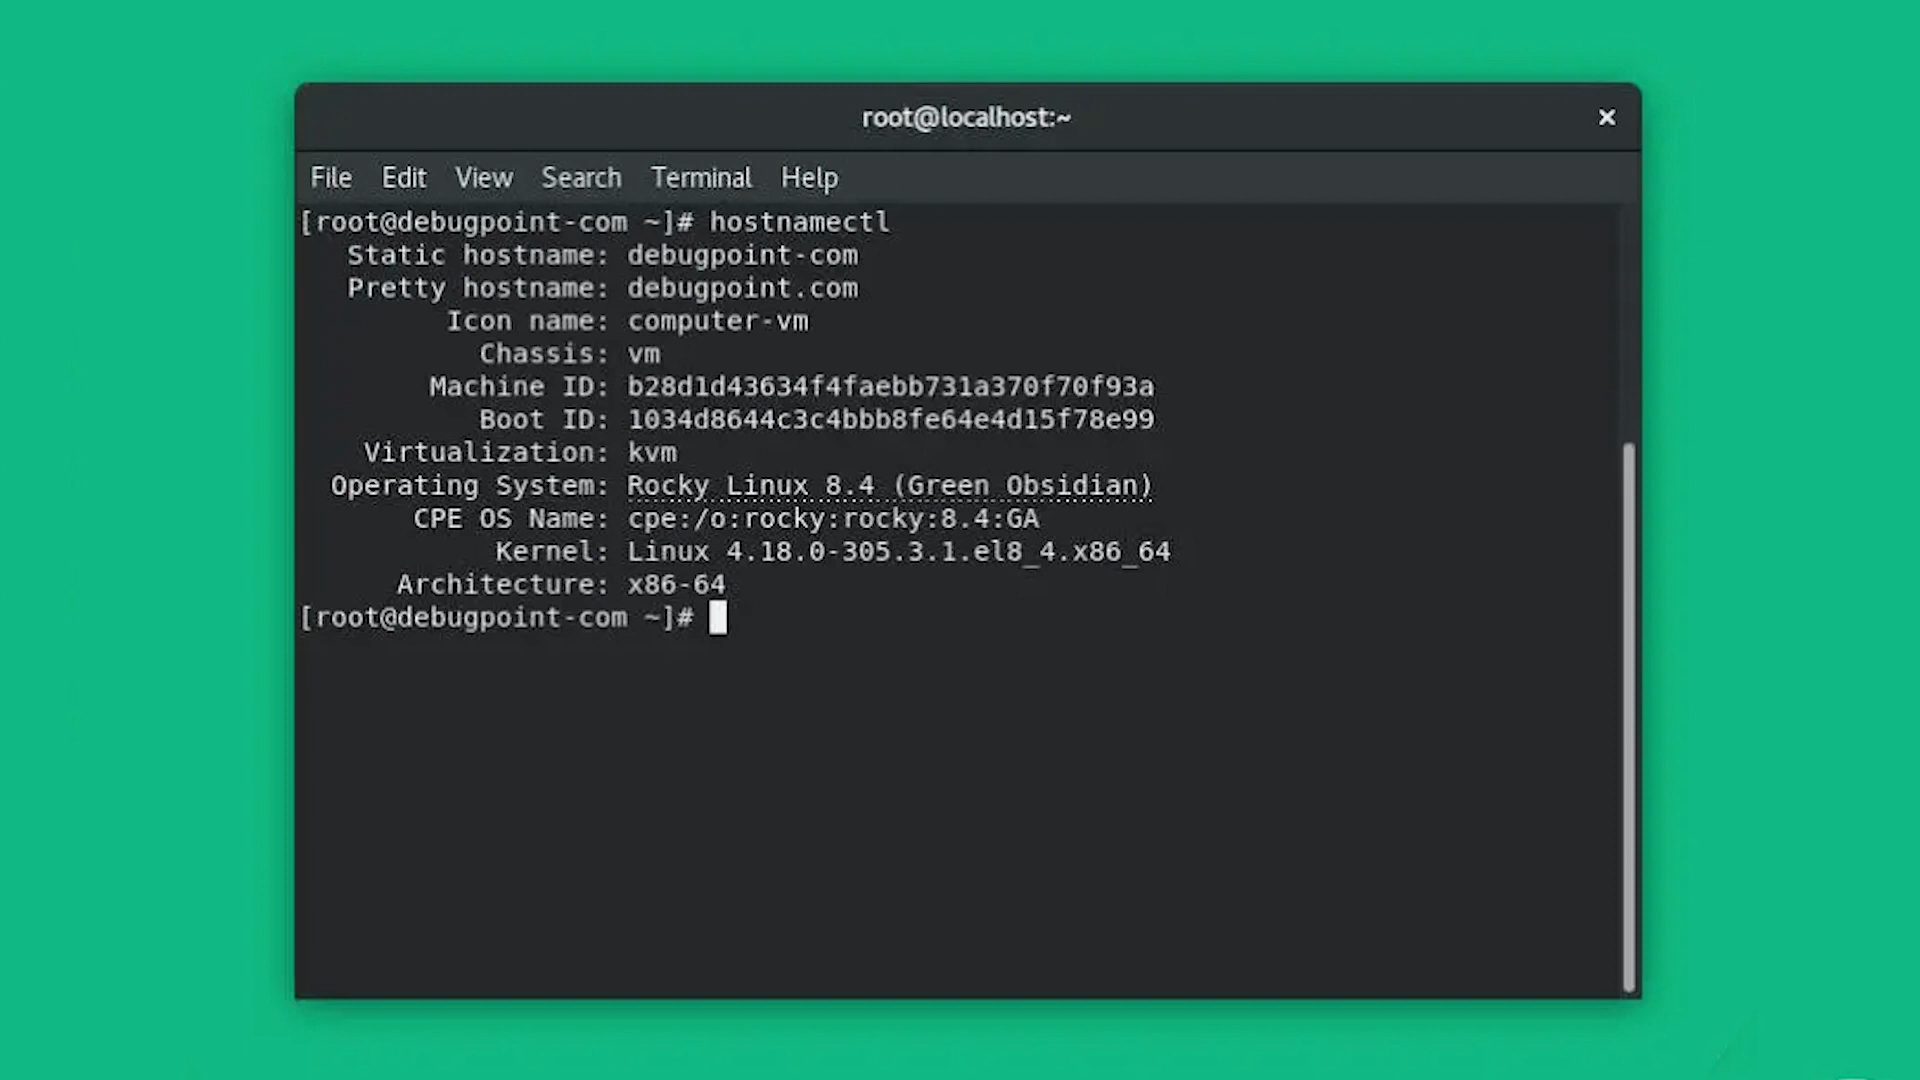 root@localhost:~
File Edit View Search Terminal Help
[root@debugpoint-com ~]# hostnamectl
Static hostname: debugpoint-com
Pretty hostname: debugpoint.com
Icon name: computer-vm
Chassis: vm
Machine ID: b28d1d43634f4faebb731a370f70f93a
Boot ID: 1034d8644c3c4bbb8fe64e4d15f78e99
Virtualization: kvm
Operating System: Rocky Linux 8.4 (Green Obsidian)
CPE OS Name: cpe:/o:rocky:rocky:8.4:GA
Kernel: Linux 4.18.0-305.3.1.el8_4.x86_64
Architecture: x86-64
[root@debugpoint-com ~]#